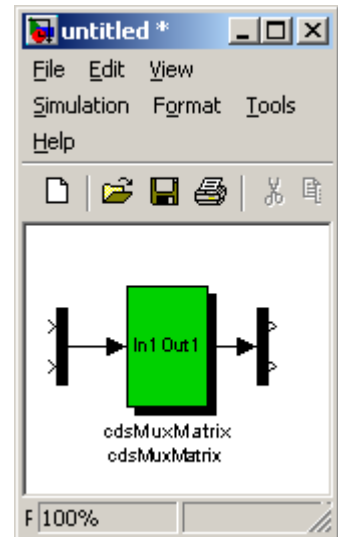 untitled *
File Edit View
Simulation Format Tools
Help
In1 Out1
cdsMuxMatrix
cdsMuxMatrix
F 100%